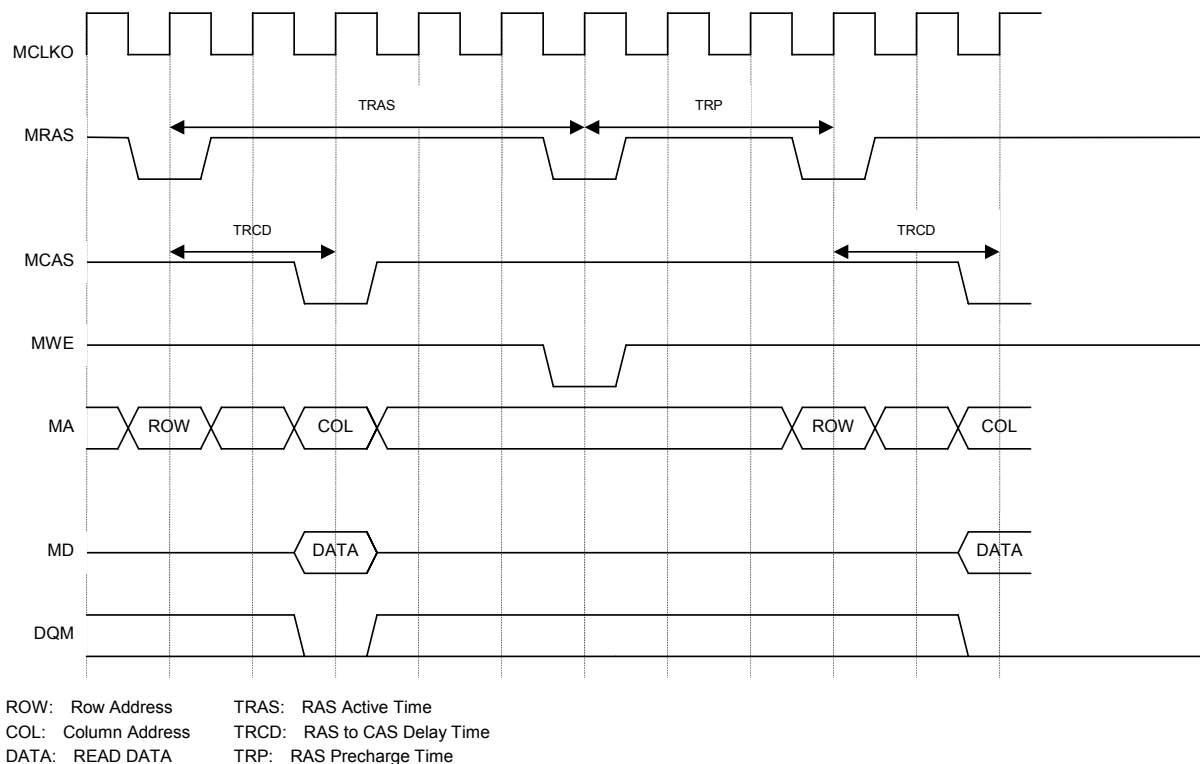 MCLKO
TRAS TRP
MRAS
TRCD TRCD
MCAS
MWE
MA ROW COL ROW COL
MD DATA DATA
DQM
ROW: Row Address TRAS: RAS Active Time
COL: Column Address TRCD: RAS to CAS Delay Time
DATA: READ DATA TRP: RAS Precharge Time